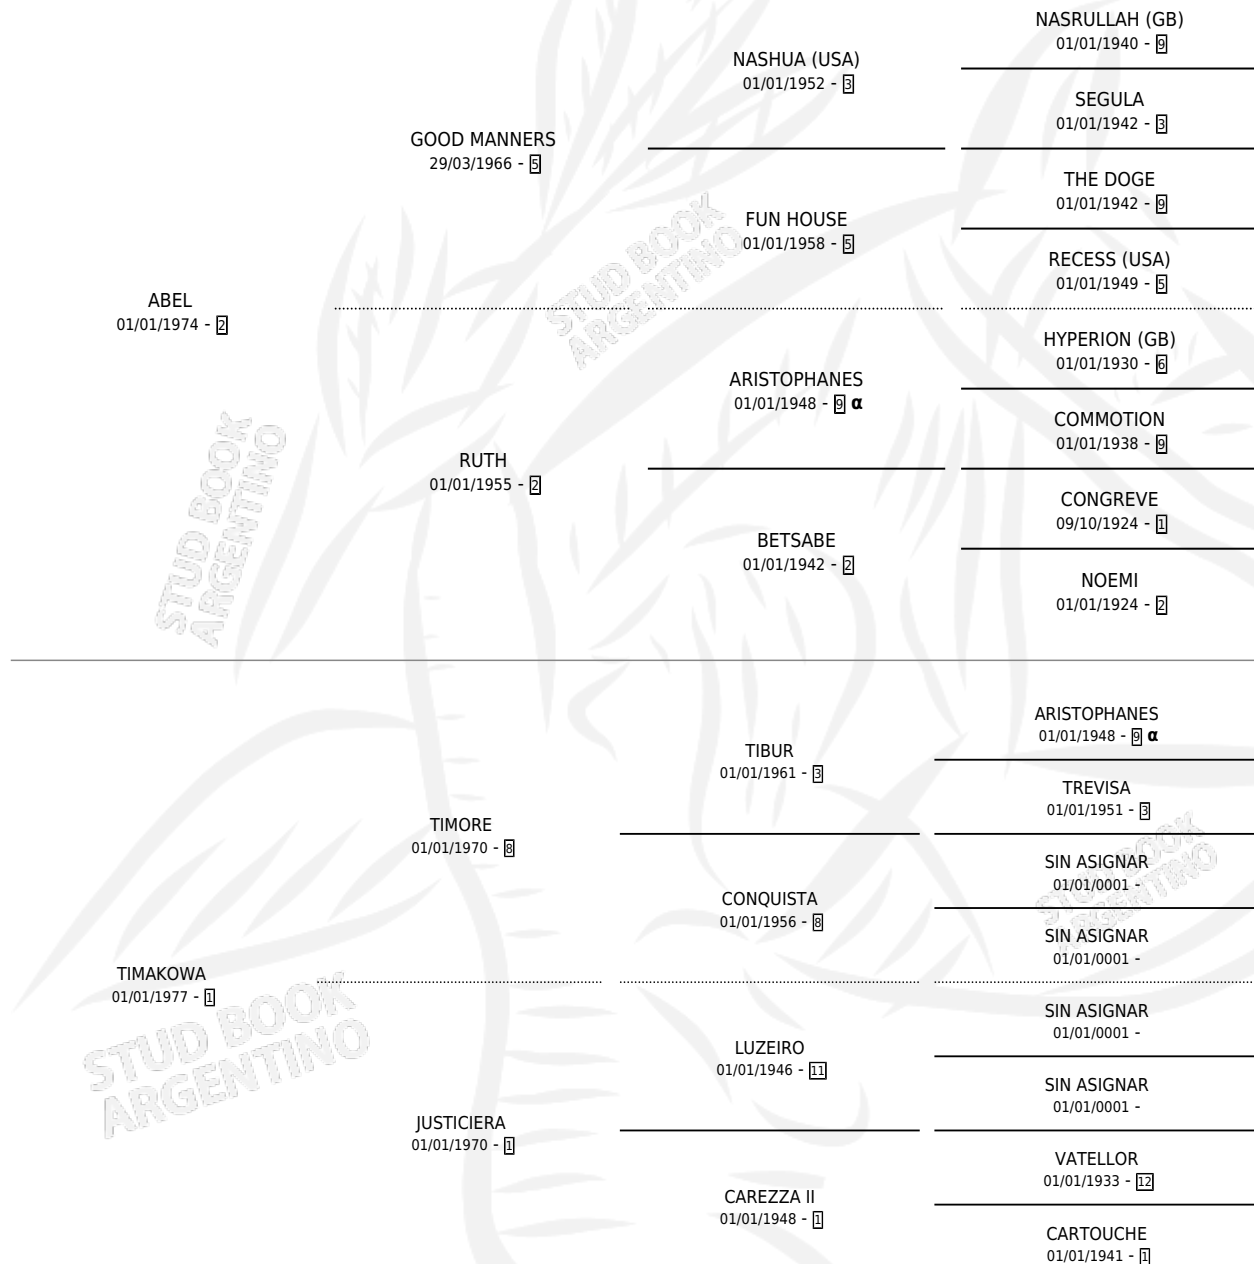 NASRULLAH (GB)
01/01/1940 - 9
NASHUA (USA)
01/01/1952 - 3
SEGULA
01/01/1942 - 3
GOOD MANNERS
29/03/1966 - 5
THE DOGE
01/01/1942 - 9
FUN HOUSE
01/01/1958 - 5
RECESS (USA)
01/01/1949 - 5
ABEL
01/01/1974 - 2
HYPERION (GB)
01/01/1930 - 6
ARISTOPHANES
01/01/1948 - 9 α
COMMOTION
01/01/1938 - 9
RUTH
01/01/1955 - 2
CONGREVE
09/10/1924 - 1
BETSABE
01/01/1942 - 2
NOEMI
01/01/1924 - 2
ARISTOPHANES
01/01/1948 - 9 α
TIBUR
01/01/1961 - 3
TREVISA
01/01/1951 - 3
TIMORE
01/01/1970 - 8
SIN ASIGNAR
01/01/0001 -
CONQUISTA
01/01/1956 - 8
SIN ASIGNAR
01/01/0001 -
TIMAKOWA
01/01/1977 - 1
SIN ASIGNAR
01/01/0001 -
LUZEIRO
01/01/1946 - 11
SIN ASIGNAR
01/01/0001 -
JUSTICIERA
01/01/1970 - 1
VATELLOR
01/01/1933 - 12
CAREZZA II
01/01/1948 - 1
CARTOUCHE
01/01/1941 - 1
STUD BOOK
ARGENTINO
STUD BOOK
ARGENTINO
STUD BOOK
ARGENTINO
STUD BOOK
ARGENTINO